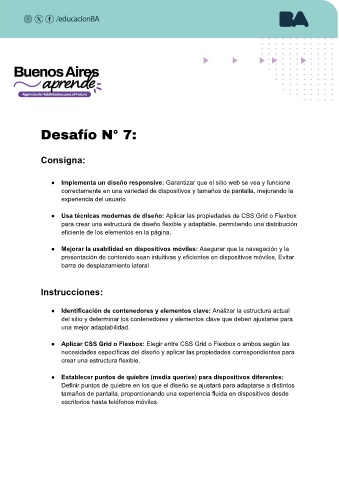 /educacionBA
BA
Buenos Aires
aprende
Agencia de Habilidades para el Futuro
Desafío N° 7:
Consigna:
● Implementa un diseño responsive: Garantizar que el sitio web se vea y funcione
correctamente en una variedad de dispositivos y tamaños de pantalla, mejorando la
experiencia del usuario.
● Usa técnicas modernas de diseño: Aplicar las propiedades de CSS Grid o Flexbox
para crear una estructura de diseño flexible y adaptable, permitiendo una distribución
eficiente de los elementos en la página.
● Mejorar la usabilidad en dispositivos móviles: Asegurar que la navegación y la
presentación de contenido sean intuitivas y eficientes en dispositivos móviles, Evitar
barra de desplazamiento lateral
Instrucciones:
● Identificación de contenedores y elementos clave: Analizar la estructura actual
del sitio y determinar los contenedores y elementos clave que deben ajustarse para
una mejor adaptabilidad.
● Aplicar CSS Grid o Flexbox: Elegir entre CSS Grid o Flexbox o ambos según las
necesidades específicas del diseño y aplicar las propiedades correspondientes para
crear una estructura flexible.
● Establecer puntos de quiebre (media queries) para dispositivos diferentes:
Definir puntos de quiebre en los que el diseño se ajustará para adaptarse a distintos
tamaños de pantalla, proporcionando una experiencia fluida en dispositivos desde
escritorios hasta teléfonos móviles.